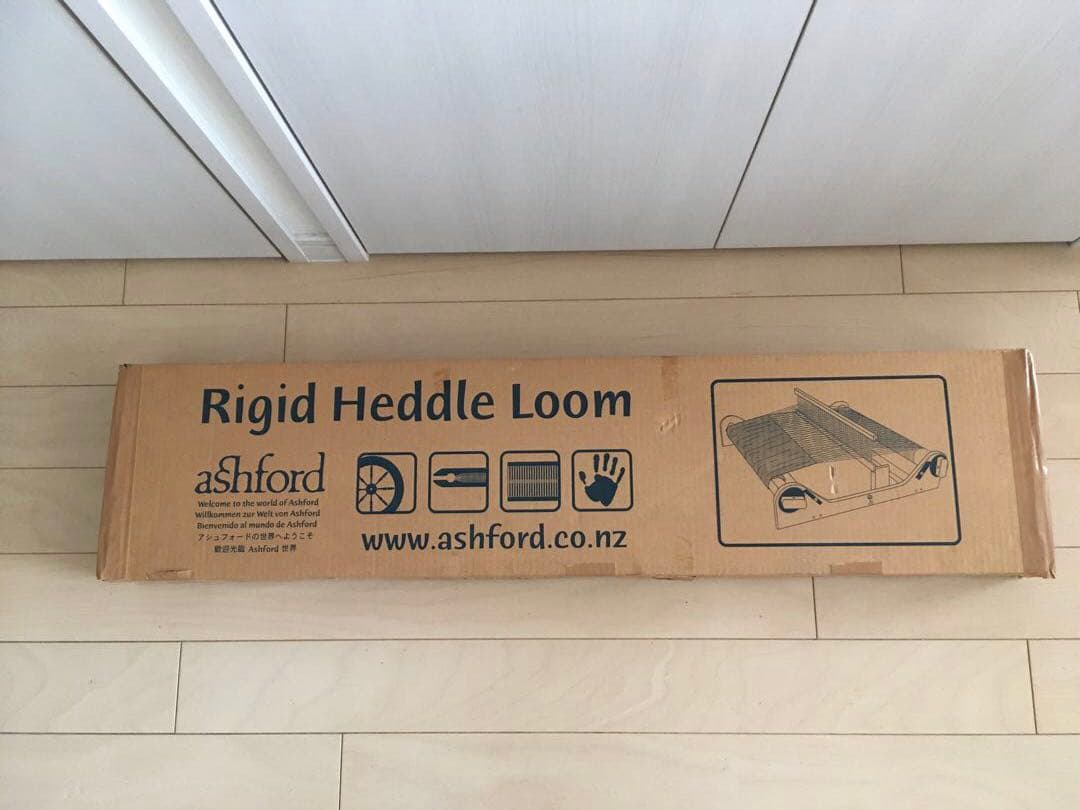 Rigid Heddle Loom
ashford
Welcome to the world of Ashford
Willkommen zur Welt von Ashford
Bienvenido al mundo de Ashford
アシュフォードの世界へようこそ
歡迎光臨 Ashford 世界
www.ashford.co.nz